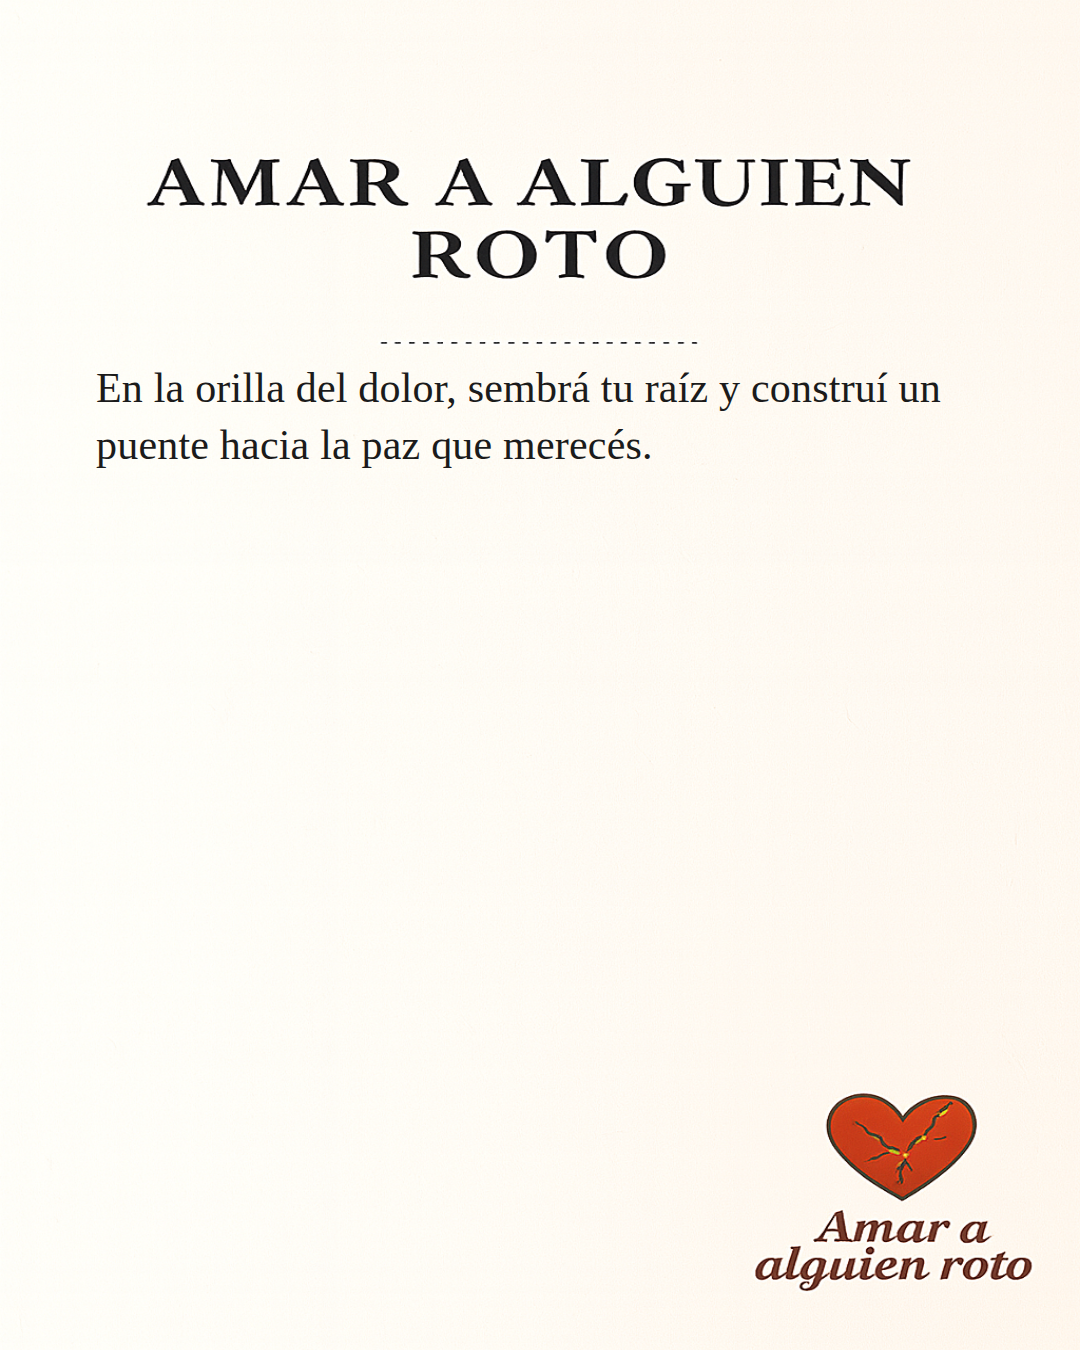 AMAR A ALGUIEN
ROTO
En la orilla del dolor, sembrá tu raíz y construí un
puente hacia la paz que merecés.
Amar a
alguien roto